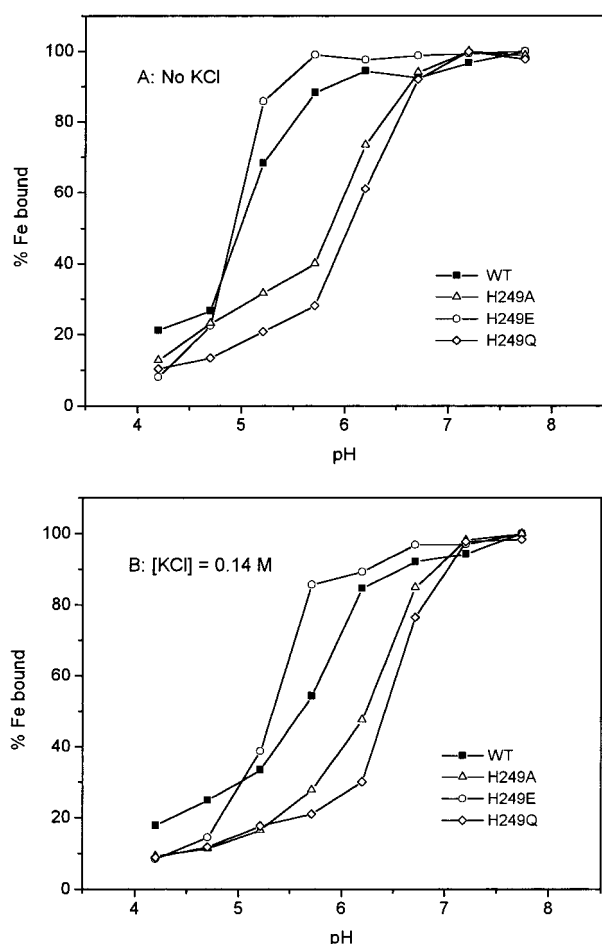 A: No KCl
100
80
60
40
20
0
% Fe bound
WT
H249A
H249E
H249Q
4
5
6
7
8
pH
B: [KCl] = 0.14 M
100
80
60
40
20
0
% Fe bound
WT
H249A
H249E
H249Q
4
5
6
7
8
pH